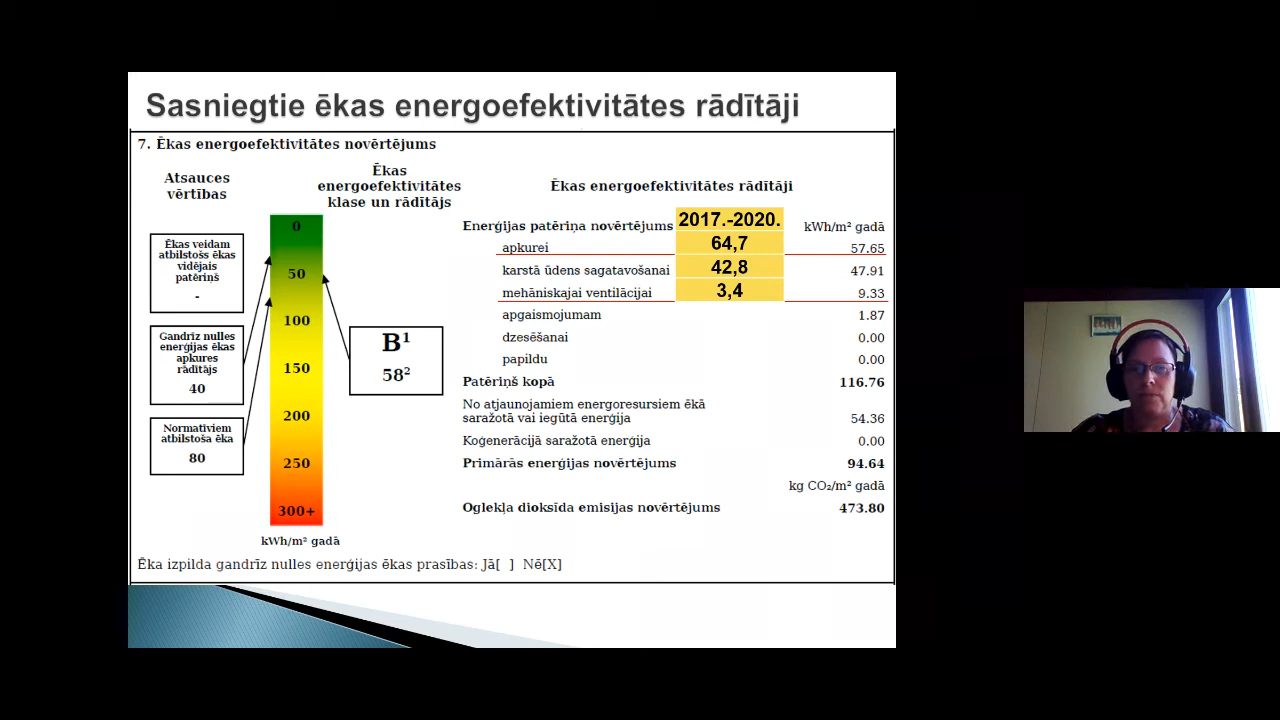 Sasniegtie ēkas energoefektivitātes rādītāji
7. Ēkas energoefektivitātes novērtējums
Atsauces
vērtības
Ēkas
energoefektivitātes
klase un rādītājs
Ēkas energoefektivitātes rādītāji
Ēkas veidam
atbilstošs ēkas
vidējais
patēriņš
-
Gandrīz nulles
enerģijas ēkas
apkures
rādītājs
40
Normatīviem
atbilstoša ēka
80
0
50
100
150
200
250
300+
kWh/m² gadā
B¹
58²
Enerģijas patēriņa novērtējums 2017.-2020. kWh/m² gadā
apkurei 64,7 57.65
karstā ūdens sagatavošanai 42,8 47.91
mehāniskajai ventilācijai 3,4 9.33
apgaismojumam 1.87
dzesēšanai 0.00
papildu 0.00
Patēriņš kopā 116.76
No atjaunojamiem energoresursiem ēkā
saražotā vai iegūtā enerģija 54.36
Koģenerācijā saražotā enerģija 0.00
Primārās enerģijas novērtējums 94.64
kg CO₂/m² gadā
Oglekļa dioksīda emisijas novērtējums 473.80
Ēka izpilda gandrīz nulles enerģijas ēkas prasības: Jā[ ] Nē[X]